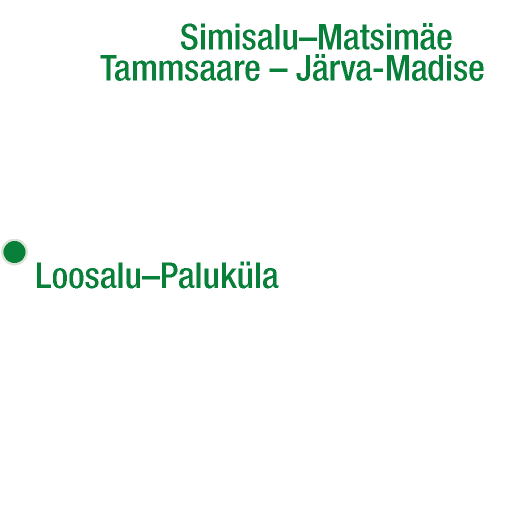 Simisalu–Matsimäe
Tammsaare – Järva-Madise
Loosalu–Paluküla